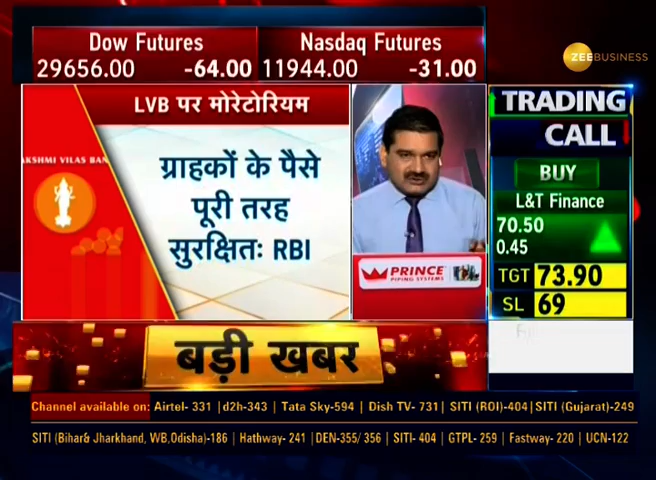 Dow Futures
29656.00 -64.00
Nasdaq Futures
11944.00 -31.00
ZEE BUSINESS
LVB पर मोरेटोरियम
ग्राहकों के पैसे
पूरी तरह
सुरक्षितः RBI
AKSHMI VILAS BAN
PRINCE
PIPING SYSTEMS
TRADING
CALL
BUY
L&T Finance
70.50
0.45
TGT 73.90
SL 69
बड़ी खबर
Channel available on: Airtel- 331 |d2h-343 | Tata Sky-594 | Dish TV- 731| SITI (ROI)-404|SITI (Gujarat)-249
SITI (Bihar& Jharkhand, WB,Odisha)-186 | Hathway- 241 |DEN-355/ 356 | SITI- 404 | GTPL- 259 | Fastway- 220 | UCN-122